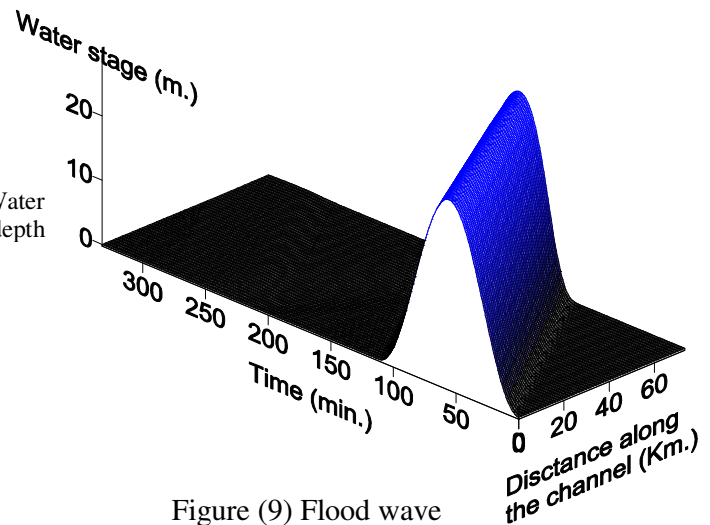 Water stage (m.)
20
10
0
Water
depth
300
250
200
150
100
50
0
Time (min.)
0
20
40
60
Disctance along
the channel (Km.)
Figure (9) Flood wave